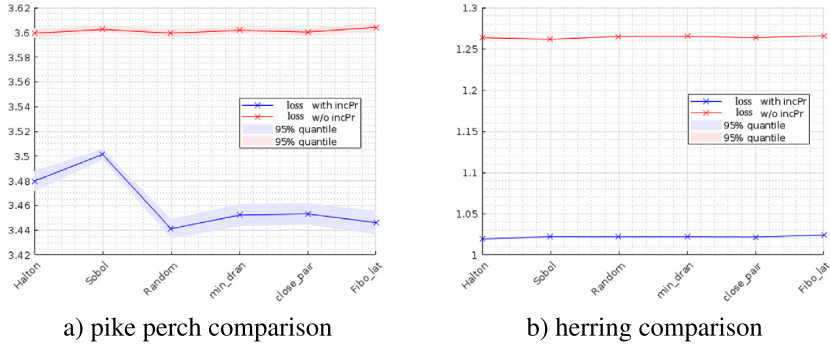 3.62
3.6
3.58
3.56
3.54
3.52
3.5
3.48
3.46
3.44
3.42
loss with incPr
loss w/o incPr
95% quantile
95% quantile
Halton
Sobol
Random
min_dran
close_pair
Fibo_lat
a) pike perch comparison
1.3
1.25
1.2
1.15
1.1
1.05
1
loss with incPr
loss w/o incPr
95% quantile
95% quantile
Halton
Sobol
Random
min_dran
close_pair
Fibo_lat
b) herring comparison